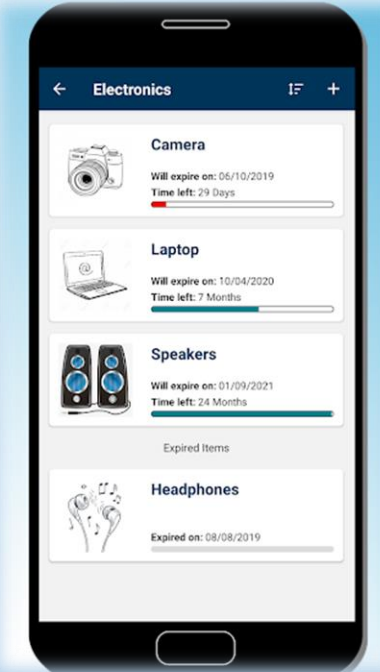 Electronics
Camera
Will expire on: 06/10/2019
Time left: 29 Days
Laptop
Will expire on: 10/04/2020
Time left: 7 Months
Speakers
Will expire on: 01/09/2021
Time left: 24 Months
Expired Items
Headphones
Expired on: 08/08/2019